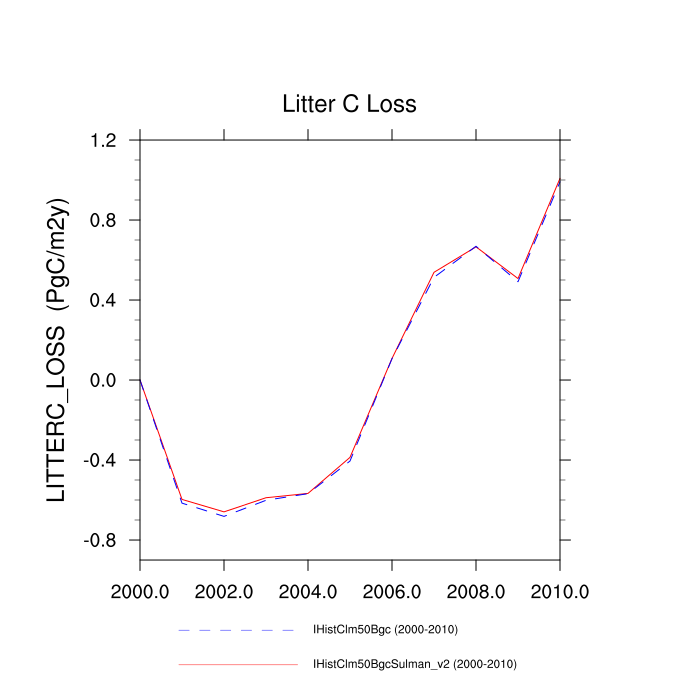 Litter C Loss
LITTERC_LOSS (PgC/m2y)
1.2
0.8
0.4
0.0
-0.4
-0.8
2000.0 2002.0 2004.0 2006.0 2008.0 2010.0
IHistClm50Bgc (2000-2010)
IHistClm50BgcSulman_v2 (2000-2010)